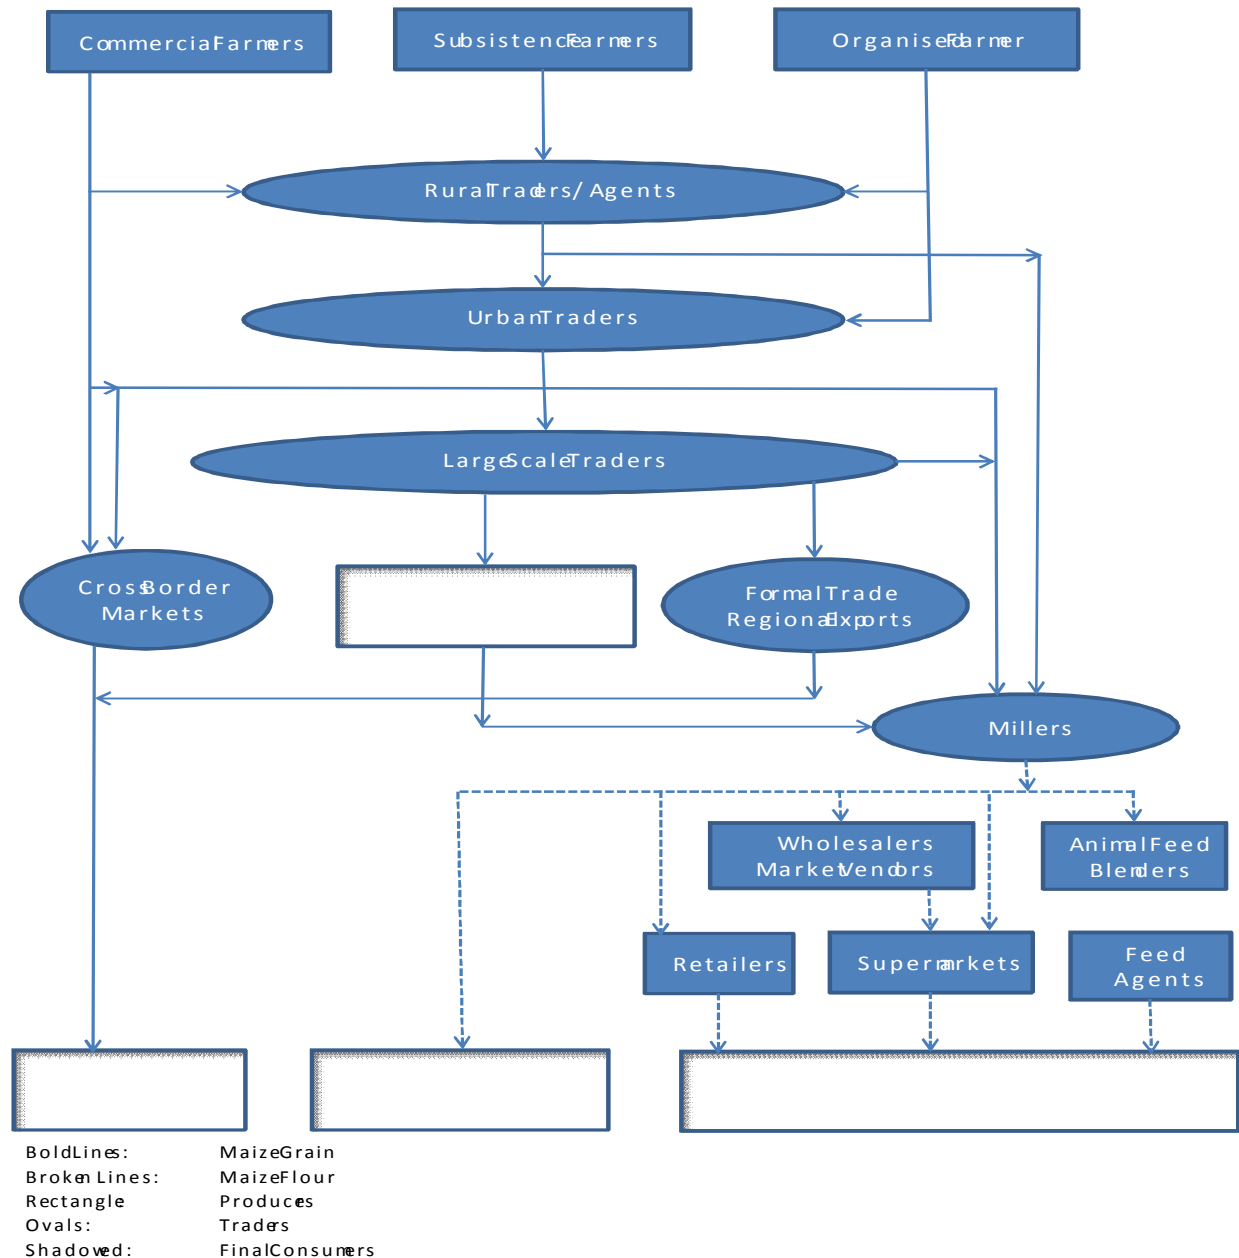 Commercial Farmers
Subsistence Farmers
Organised Farmer
Rural Traders/ Agents
Urban Traders
Large Scale Traders
Cross Border
Markets
Formal Trade
Regional Exports
Millers
Wholesalers
Market Vendors
Animal Feed
Blenders
Retailers
Supermarkets
Feed
Agents
Bold Lines: Maize Grain
Broken Lines: Maize Flour
Rectangle Producers
Ovals: Traders
Shadowed: Final Consumers